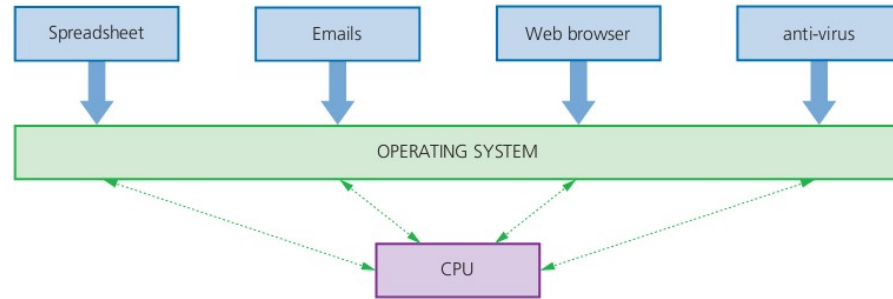 Spreadsheet
Emails
Web browser
anti-virus
OPERATING SYSTEM
CPU